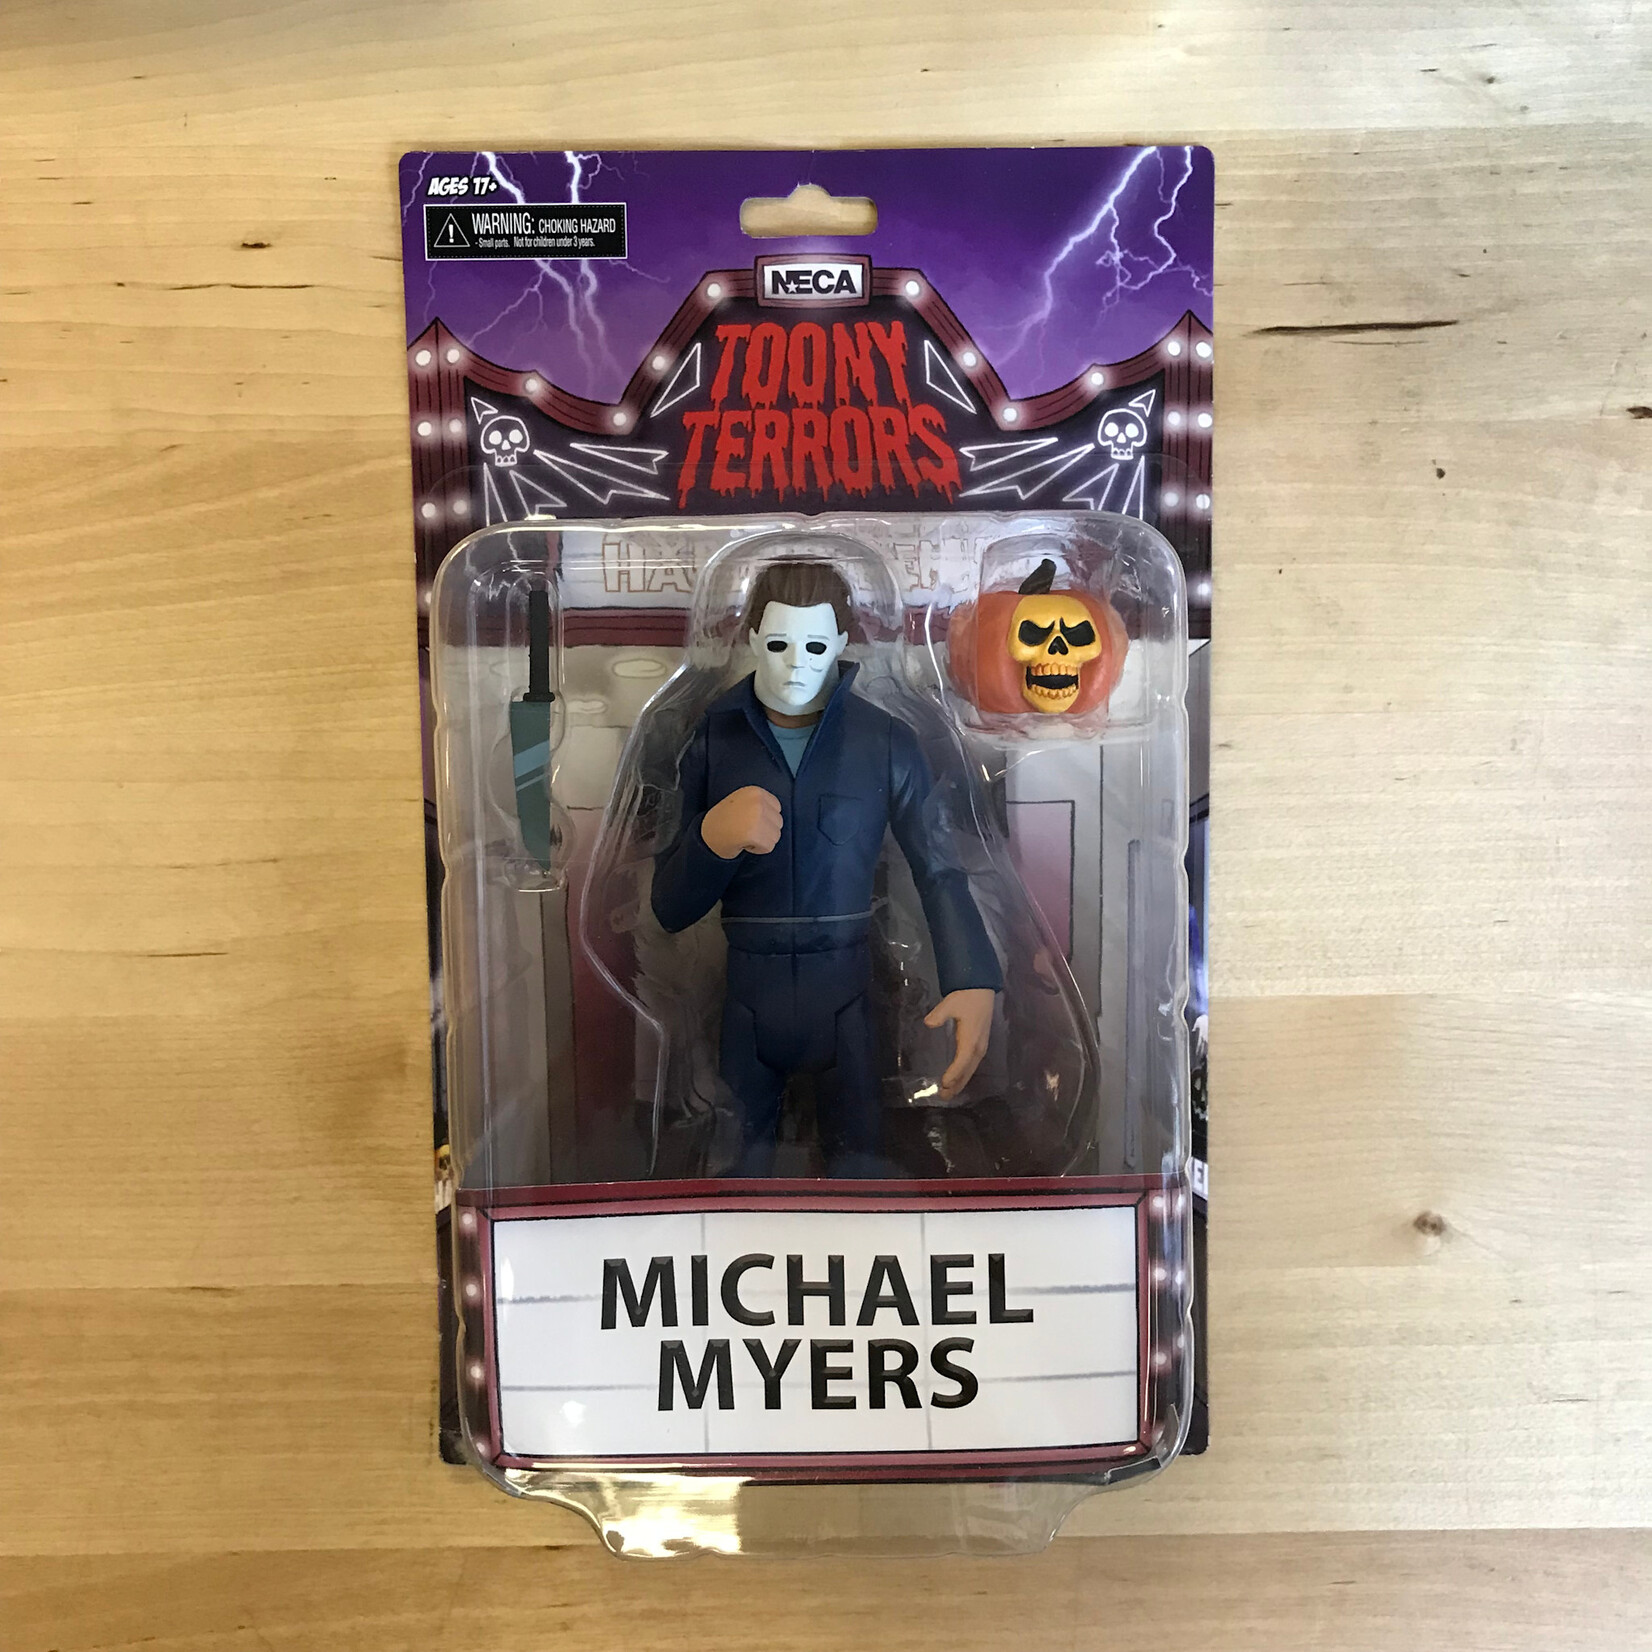 AGES 17+
WARNING: CHOKING HAZARD
- Small parts. Not for children under 3 years.
NECA
TOONY
TERRORS
MICHAEL
MYERS